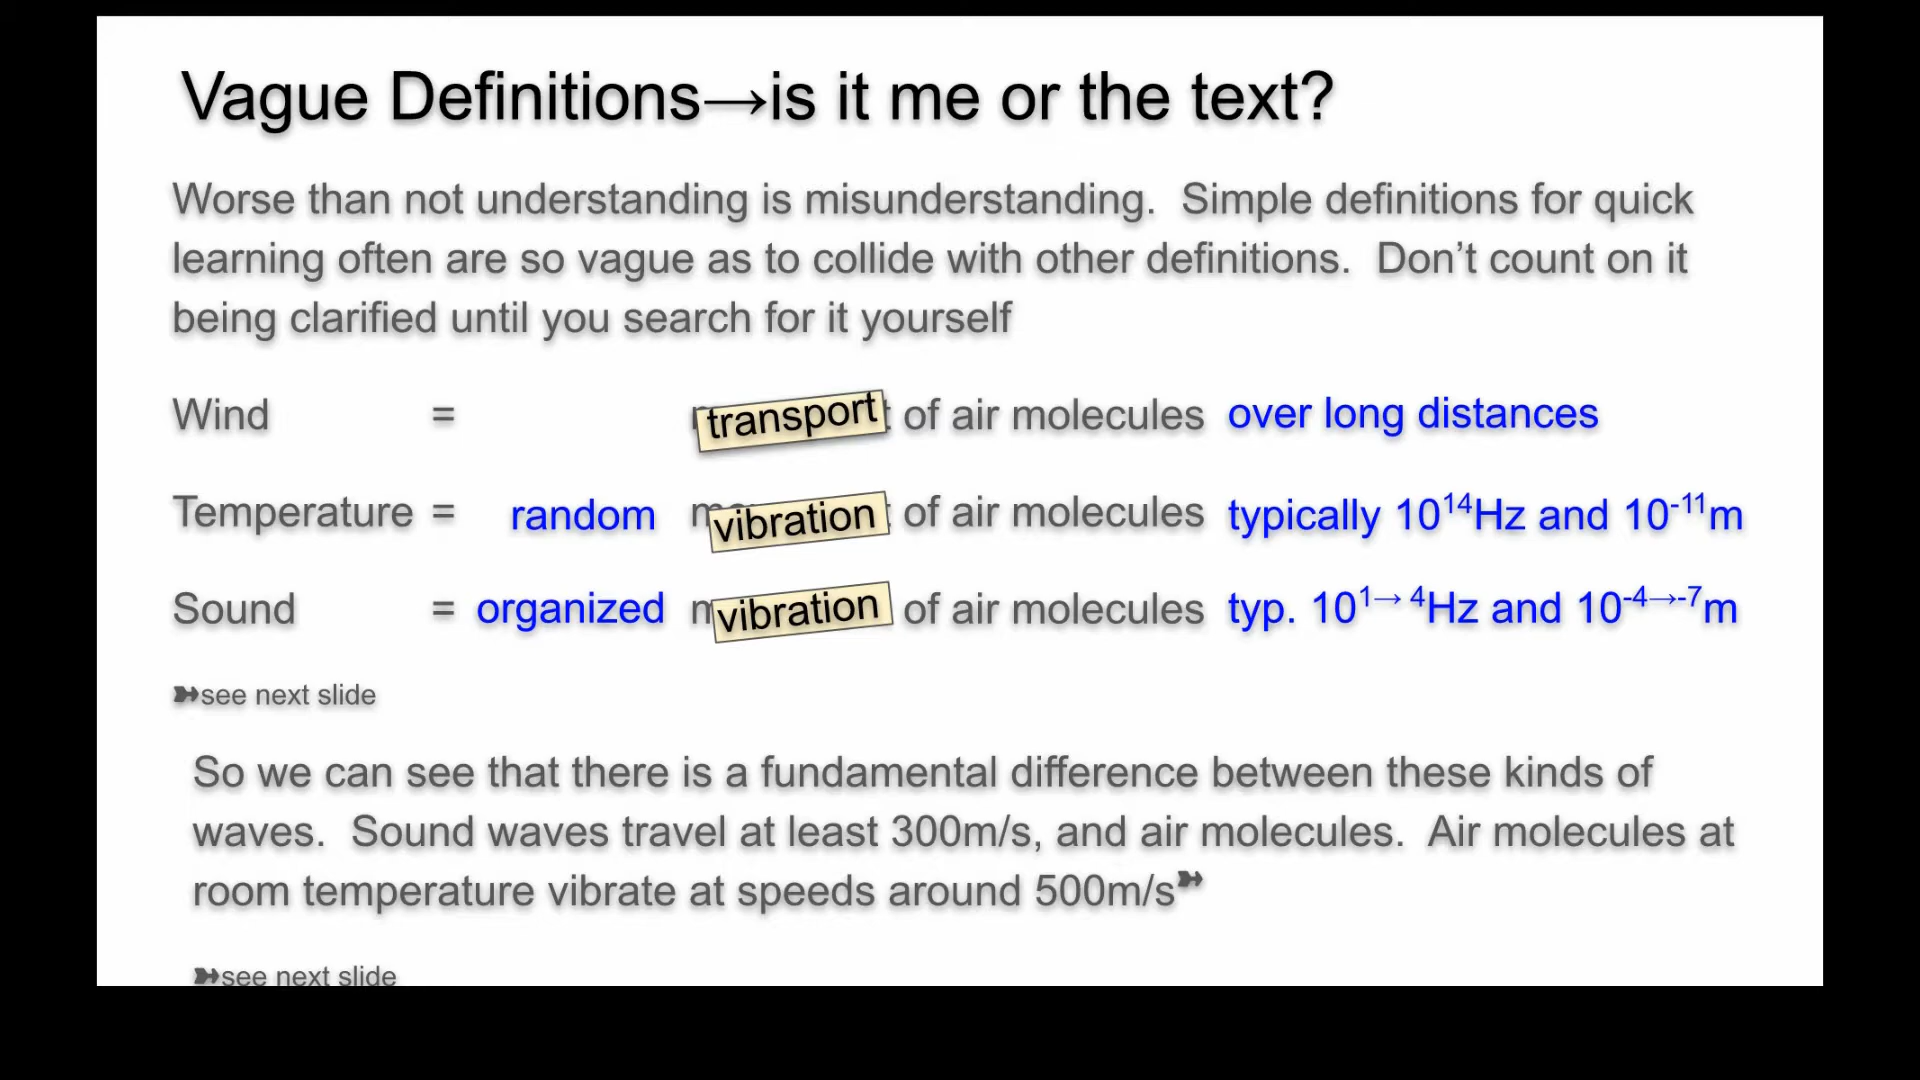 Vague Definitions→is it me or the text?
Worse than not understanding is misunderstanding.  Simple definitions for quick
learning often are so vague as to collide with other definitions.  Don’t count on it
being clarified until you search for it yourself
Wind = transport of air molecules over long distances
Temperature = random vibration of air molecules typically 10¹⁴Hz and 10⁻¹¹m
Sound = organized vibration of air molecules typ. 10¹→ ⁴Hz and 10⁻⁴→⁻⁷m
➽see next slide
So we can see that there is a fundamental difference between these kinds of
waves.  Sound waves travel at least 300m/s, and air molecules.  Air molecules at
room temperature vibrate at speeds around 500m/s➽
➽see next slide